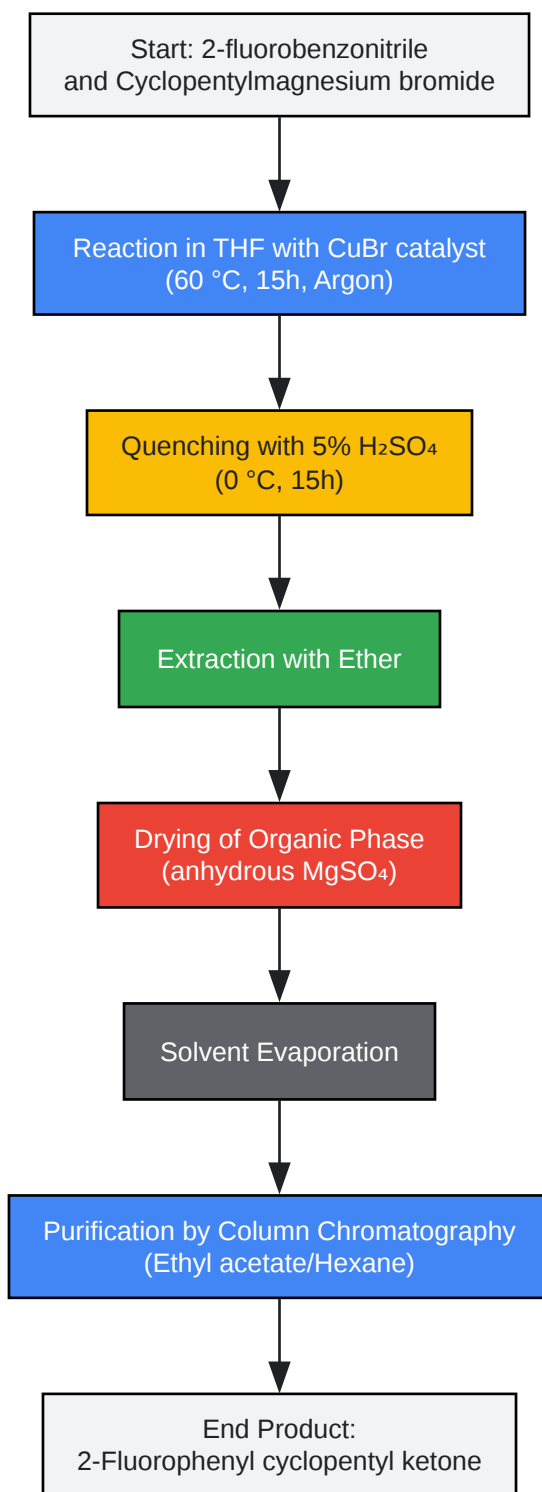 Start: 2-fluorobenzonitrile
and Cyclopentylmagnesium bromide
Reaction in THF with CuBr catalyst
(60 °C, 15h, Argon)
Quenching with 5% H₂SO₄
(0 °C, 15h)
Extraction with Ether
Drying of Organic Phase
(anhydrous MgSO₄)
Solvent Evaporation
Purification by Column Chromatography
(Ethyl acetate/Hexane)
End Product:
2-Fluorophenyl cyclopentyl ketone